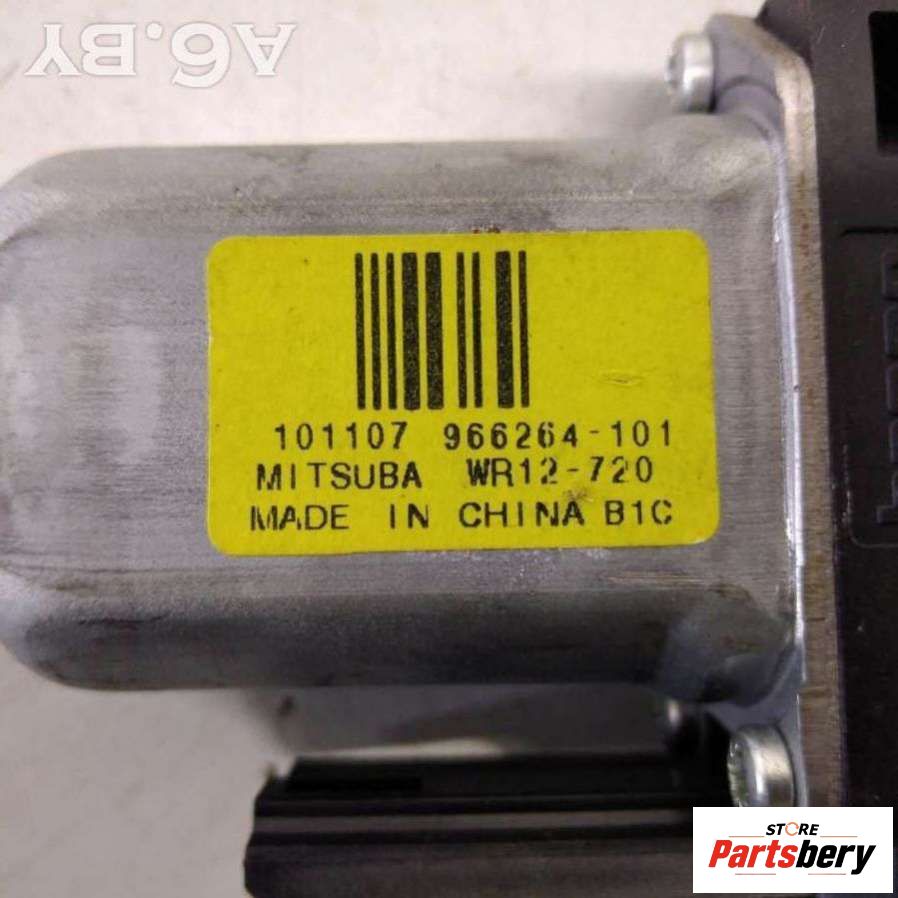 A6.BY
101107 966264-101
MITSUBA WR12-720
MADE IN CHINA B1C
STORE
Partsbery